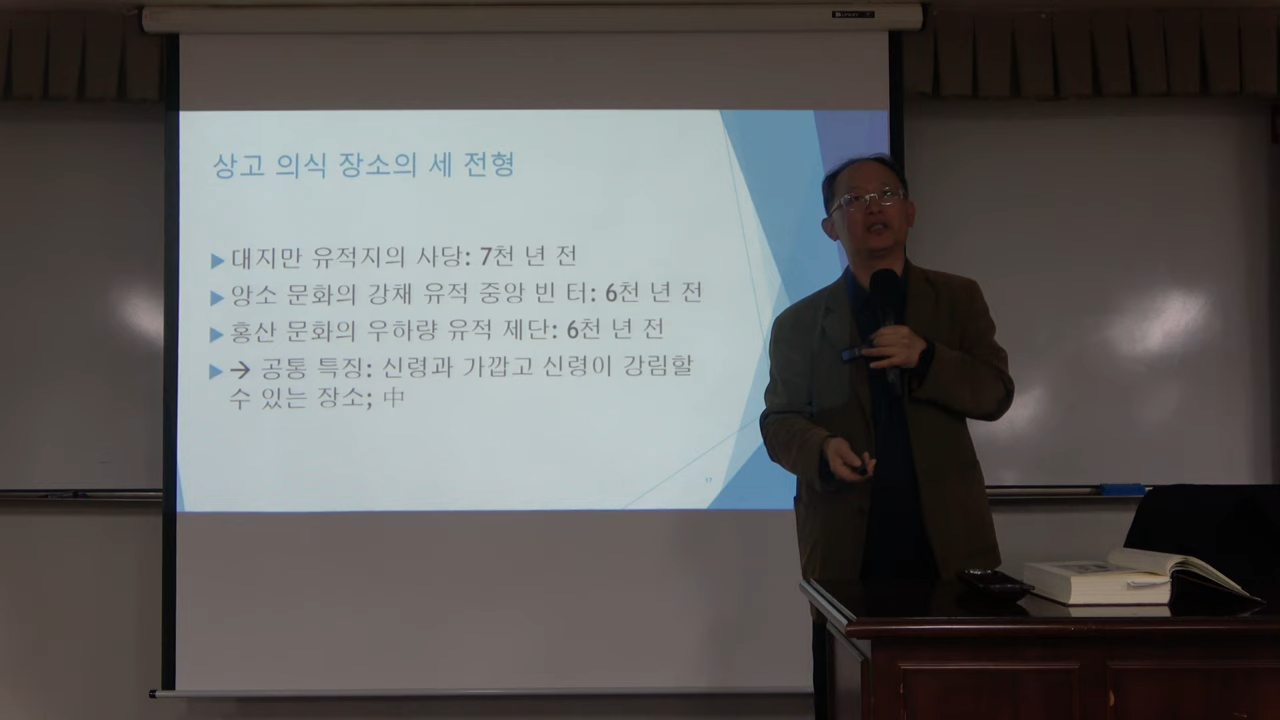 상고 의식 장소의 세 전형
대지만 유적지의 사당: 7천 년 전
앙소 문화의 강채 유적 중앙 빈 터: 6천 년 전
홍산 문화의 우하량 유적 제단: 6천 년 전
→ 공통 특징: 신령과 가깝고 신령이 강림할
수 있는 장소; 中